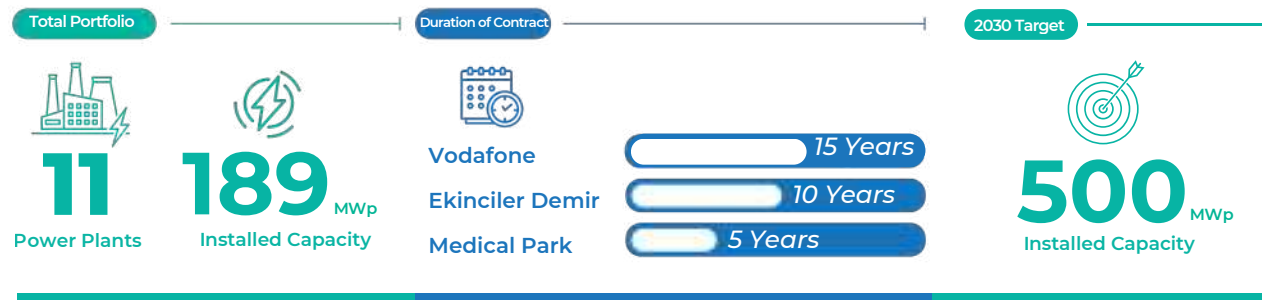 Total Portfolio
11
Power Plants
189 MWp
Installed Capacity
Duration of Contract
Vodafone 15 Years
Ekinciler Demir 10 Years
Medical Park 5 Years
2030 Target
500 MWp
Installed Capacity